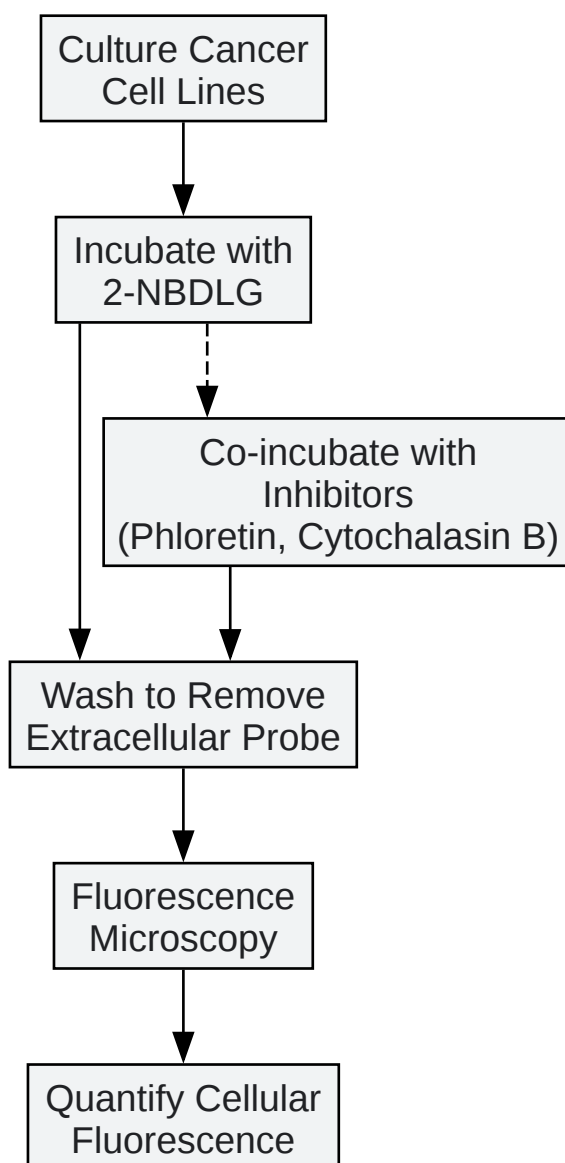 Culture Cancer
Cell Lines
Incubate with
2-NBDLG
Co-incubate with
Inhibitors
(Phloretin, Cytochalasin B)
Wash to Remove
Extracellular Probe
Fluorescence
Microscopy
Quantify Cellular
Fluorescence